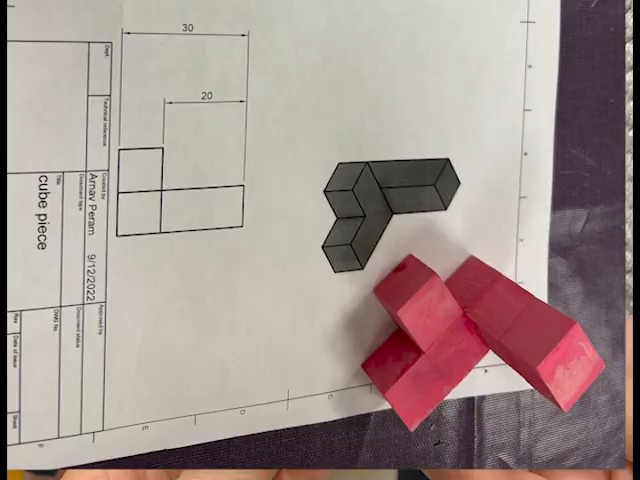 30
20
Dept.
Technical reference
Created by
Arnav Peram 9/12/2022
Approved by
Document type
Document status
Title
cube piece
DWG No.
Rev.
Date of issue
Sheet
A
C
D
E
F